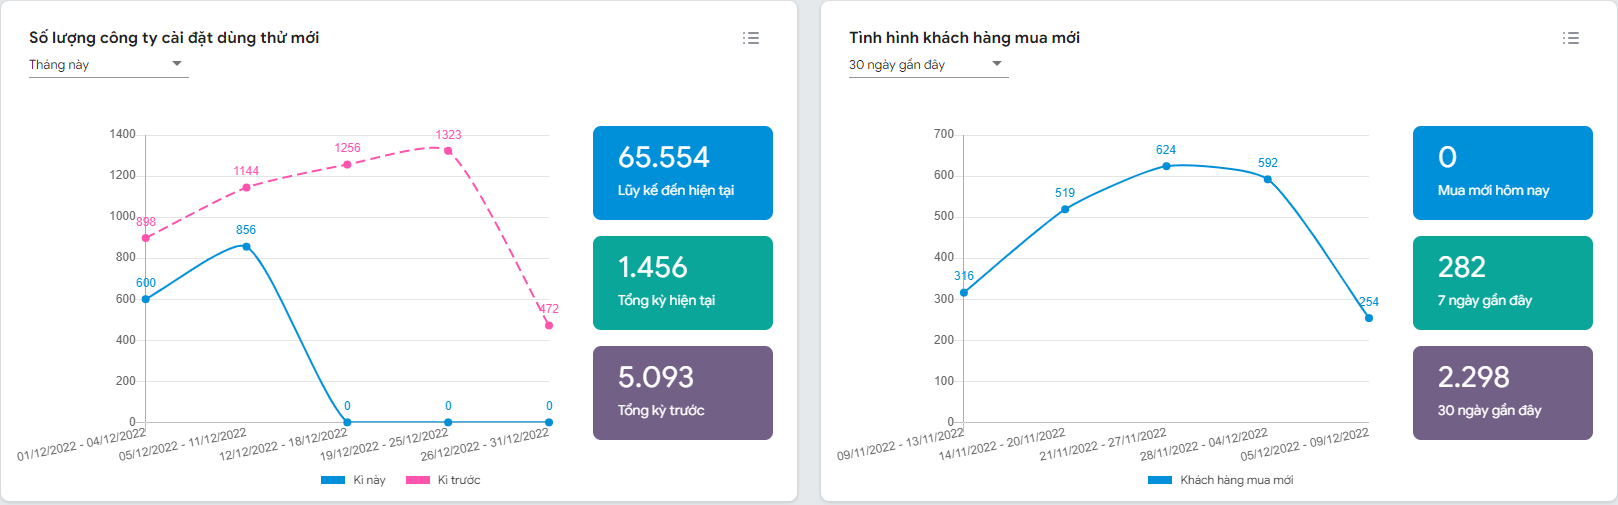 Số lượng công ty cài đặt dùng thử mới
Tháng này
1400
1200
1000
800
600
400
200
0
898
1144
1256
1323
472
600
856
0
0
0
01/12/2022 - 04/12/2022
05/12/2022 - 11/12/2022
12/12/2022 - 18/12/2022
19/12/2022 - 25/12/2022
26/12/2022 - 31/12/2022
Kì này
Kì trước
65.554
Lũy kế đến hiện tại
1.456
Tổng kỳ hiện tại
5.093
Tổng kỳ trước
Tình hình khách hàng mua mới
30 ngày gần đây
700
600
500
400
300
200
100
0
316
519
624
592
254
09/11/2022 - 13/11/2022
14/11/2022 - 20/11/2022
21/11/2022 - 27/11/2022
28/11/2022 - 04/12/2022
05/12/2022 - 09/12/2022
Khách hàng mua mới
0
Mua mới hôm nay
282
7 ngày gần đây
2.298
30 ngày gần đây